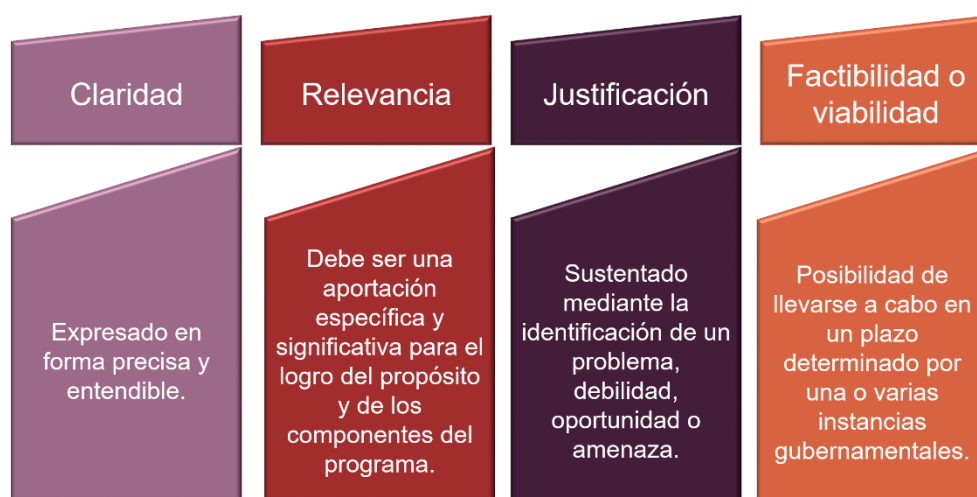 Claridad
Relevancia
Justificación
Factibilidad o
viabilidad
Expresado en
forma precisa y
entendible.
Debe ser una
aportación
específica y
significativa para el
logro del propósito
y de los
componentes del
programa.
Sustentado
mediante la
identificación de un
problema,
debilidad,
oportunidad o
amenaza.
Posibilidad de
llevarse a cabo en
un plazo
determinado por
una o varias
instancias
gubernamentales.